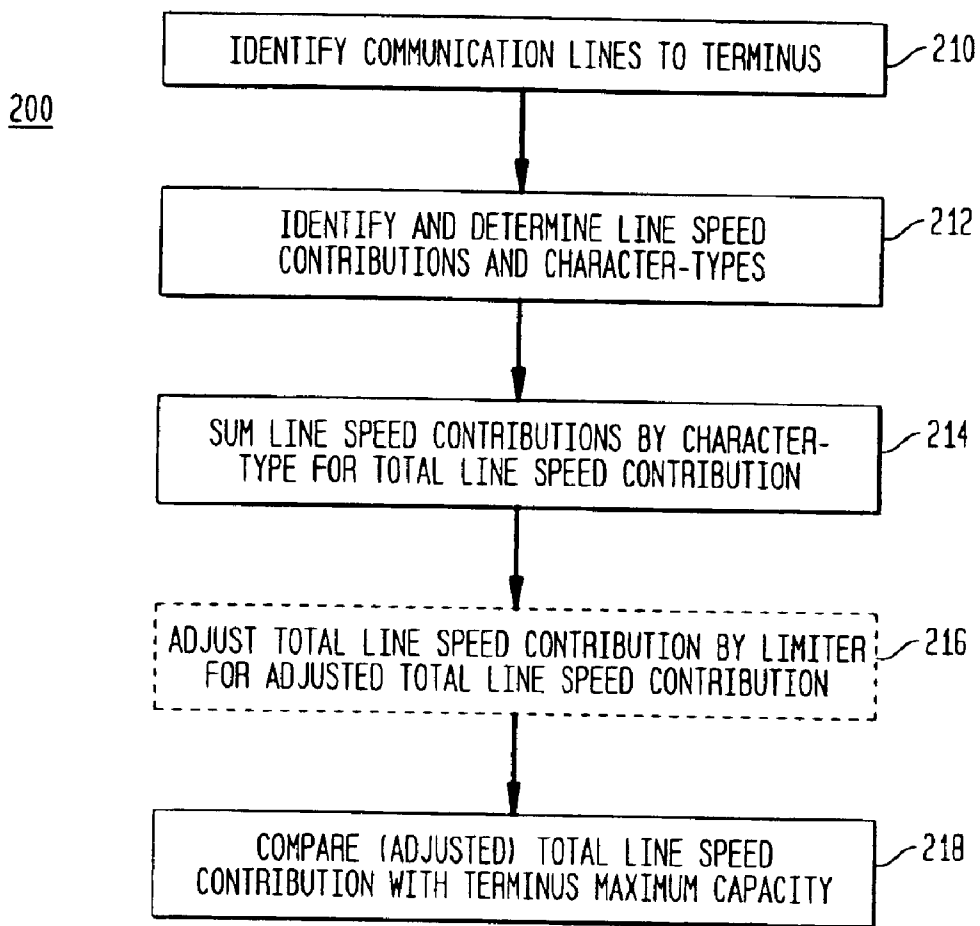 IDENTIFY COMMUNICATION LINES TO TERMINUS
210
200
IDENTIFY AND DETERMINE LINE SPEED
CONTRIBUTIONS AND CHARACTER-TYPES
212
SUM LINE SPEED CONTRIBUTIONS BY CHARACTER-
TYPE FOR TOTAL LINE SPEED CONTRIBUTION
214
ADJUST TOTAL LINE SPEED CONTRIBUTION BY LIMITER
FOR ADJUSTED TOTAL LINE SPEED CONTRIBUTION
216
COMPARE (ADJUSTED) TOTAL LINE SPEED
CONTRIBUTION WITH TERMINUS MAXIMUM CAPACITY
218